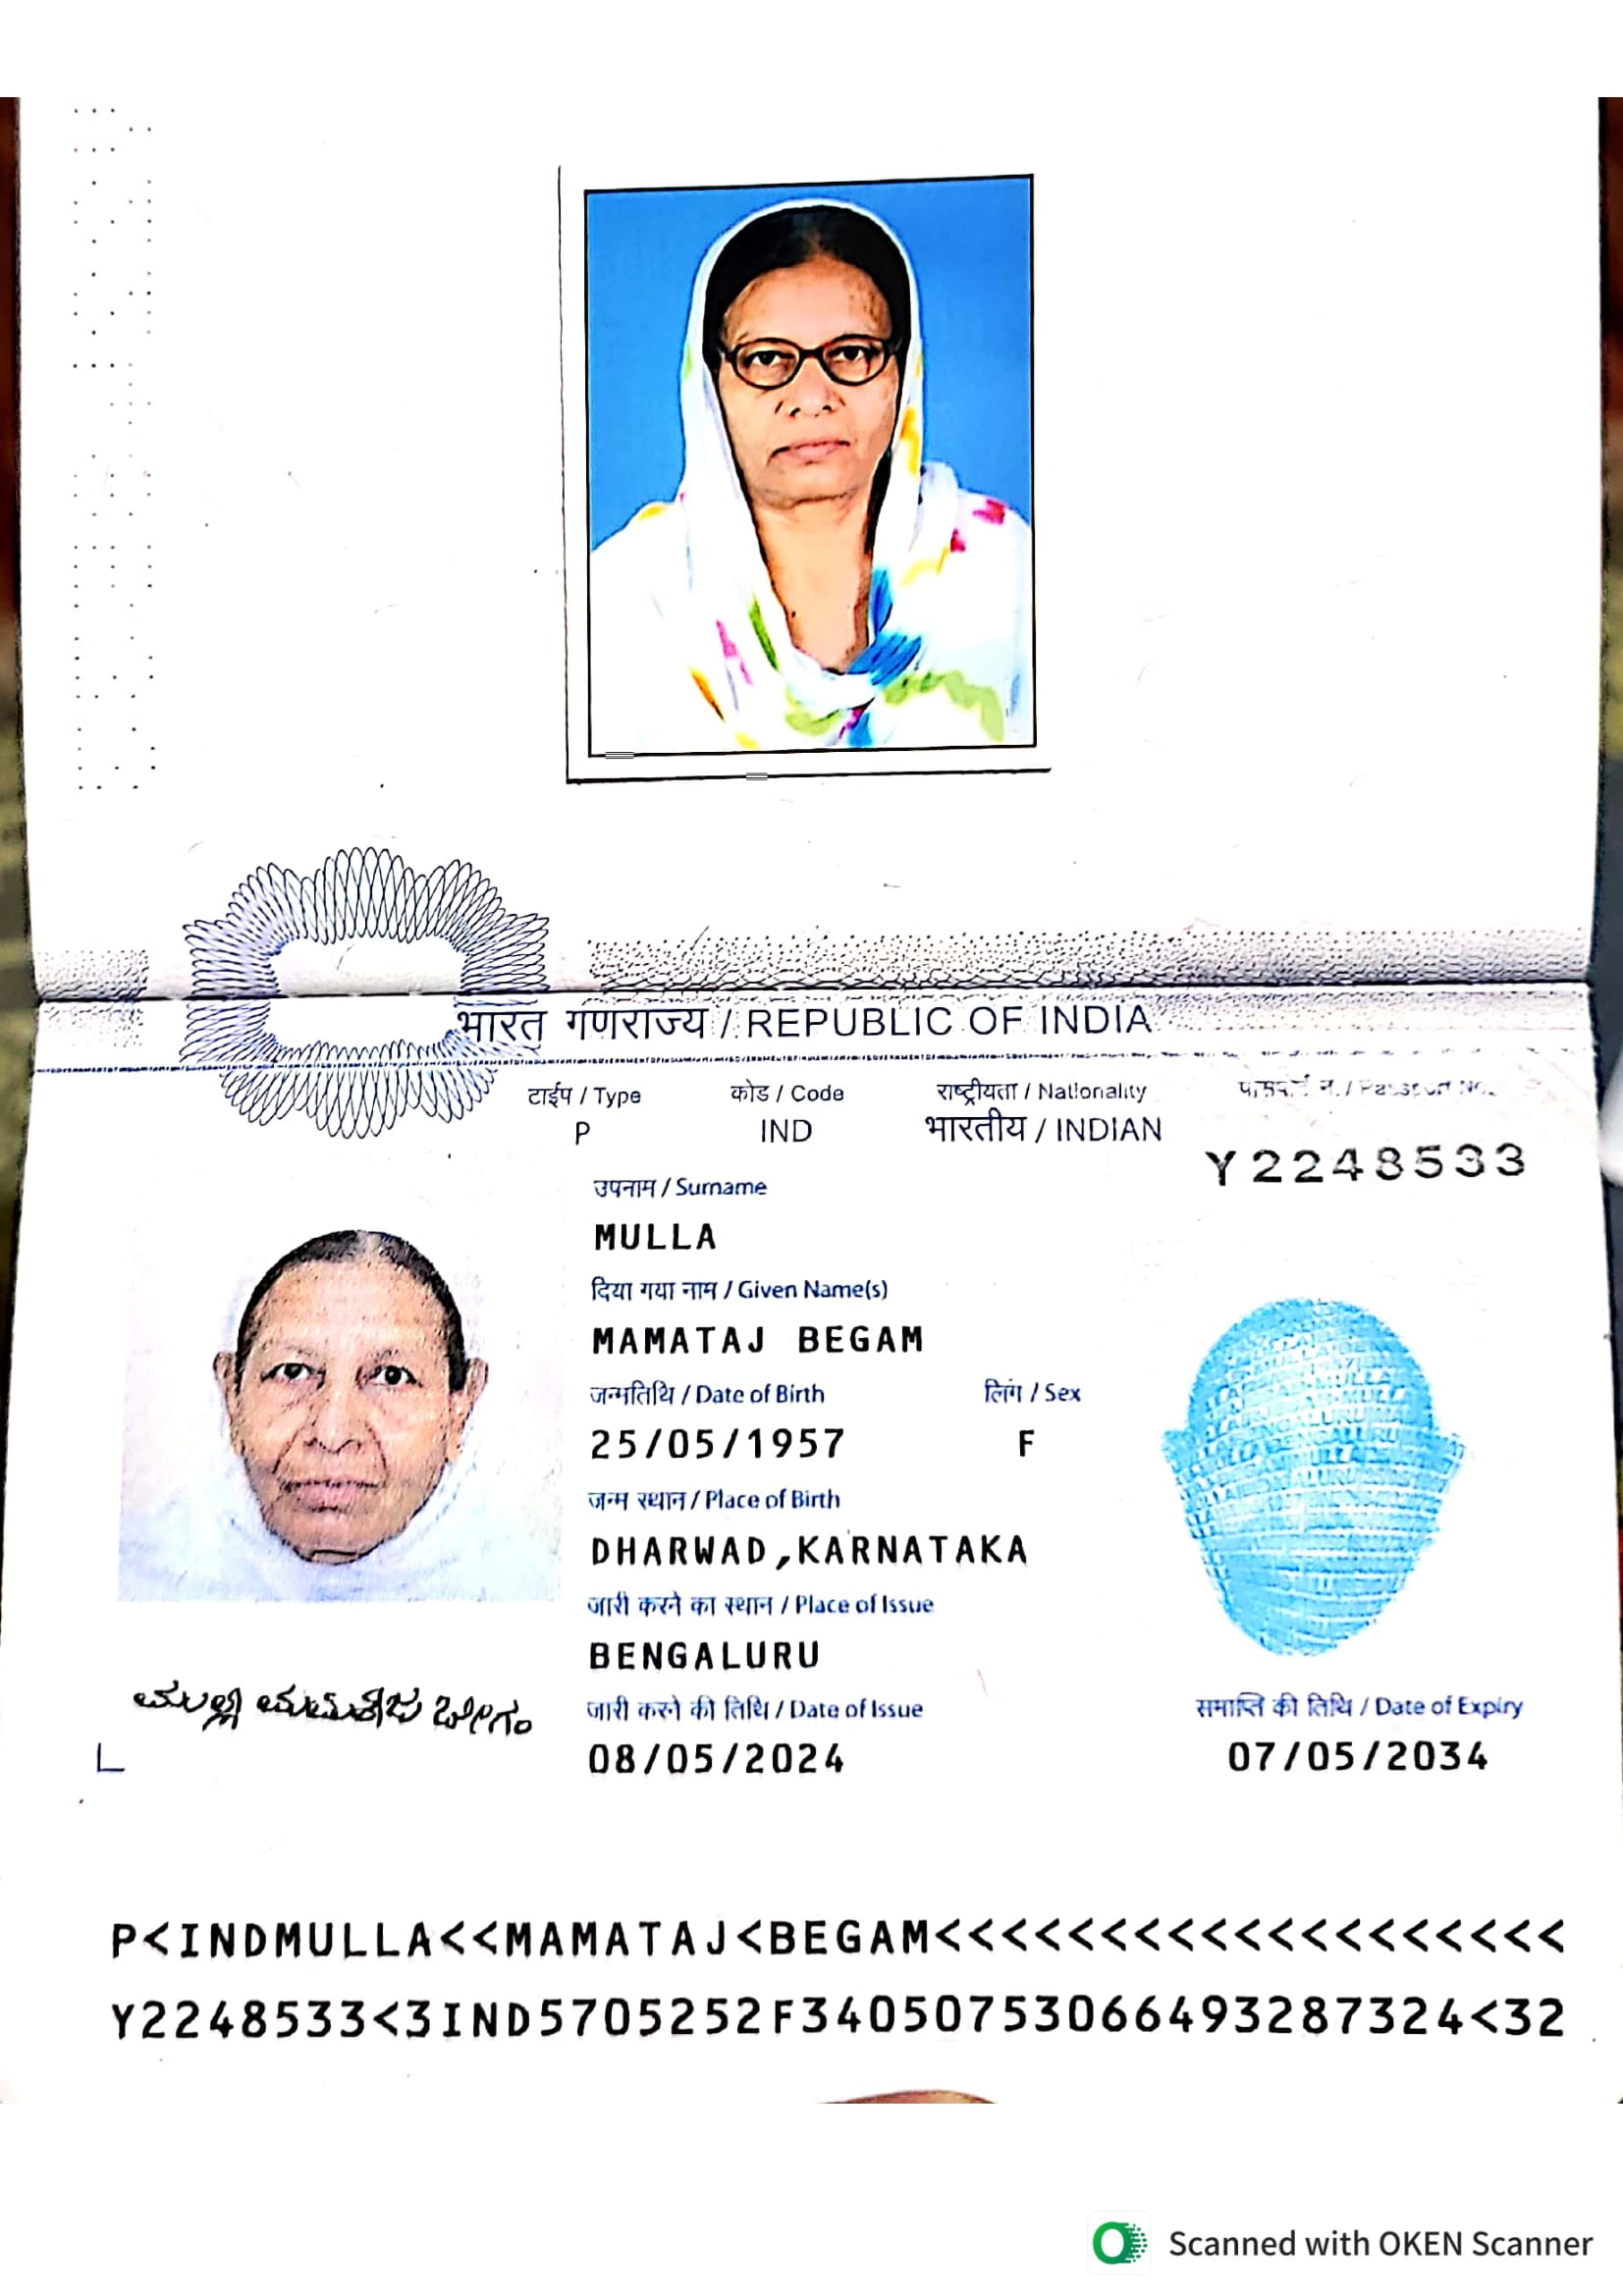 भारत गणराज्य / REPUBLIC OF INDIA
टाईप / Type
कोड / Code
राष्ट्रीयता / Nationality
पासपोर्ट न. / Passport No.
P
IND
भारतीय / INDIAN
Y2248533
उपनाम / Surname
MULLA
दिया गया नाम / Given Name(s)
MAMATAJ BEGAM
जन्मतिथि / Date of Birth
लिंग / Sex
25/05/1957
F
जन्म स्थान / Place of Birth
DHARWAD,KARNATAKA
जारी करने का स्थान / Place of Issue
BENGALURU
ಮುಲ್ಲಾ ಮಮತಾಜ ಬೇಗಂ
जारी करने की तिथि / Date of Issue
समाप्ति की तिथि / Date of Expiry
08/05/2024
07/05/2034
P<INDMULLA<<MAMATAJ<BEGAM<<<<<<<<<<<<<<<<<<<
Y2248533<3IND5705252F34050753066493287324<32
Scanned with OKEN Scanner